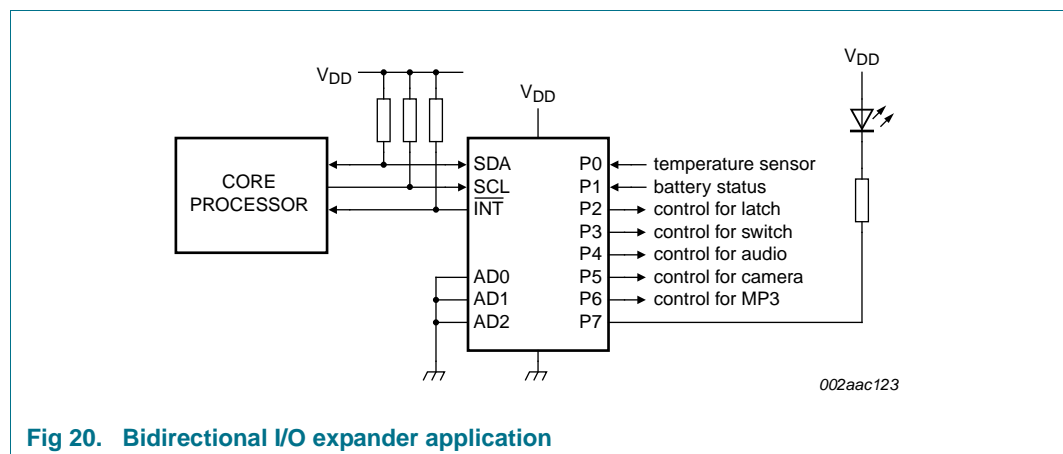 VDD
VDD
VDD
CORE
PROCESSOR
SDA
SCL
INT
AD0
AD1
AD2
P0
P1
P2
P3
P4
P5
P6
P7
temperature sensor
battery status
control for latch
control for switch
control for audio
control for camera
control for MP3
002aac123
Fig 20. Bidirectional I/O expander application